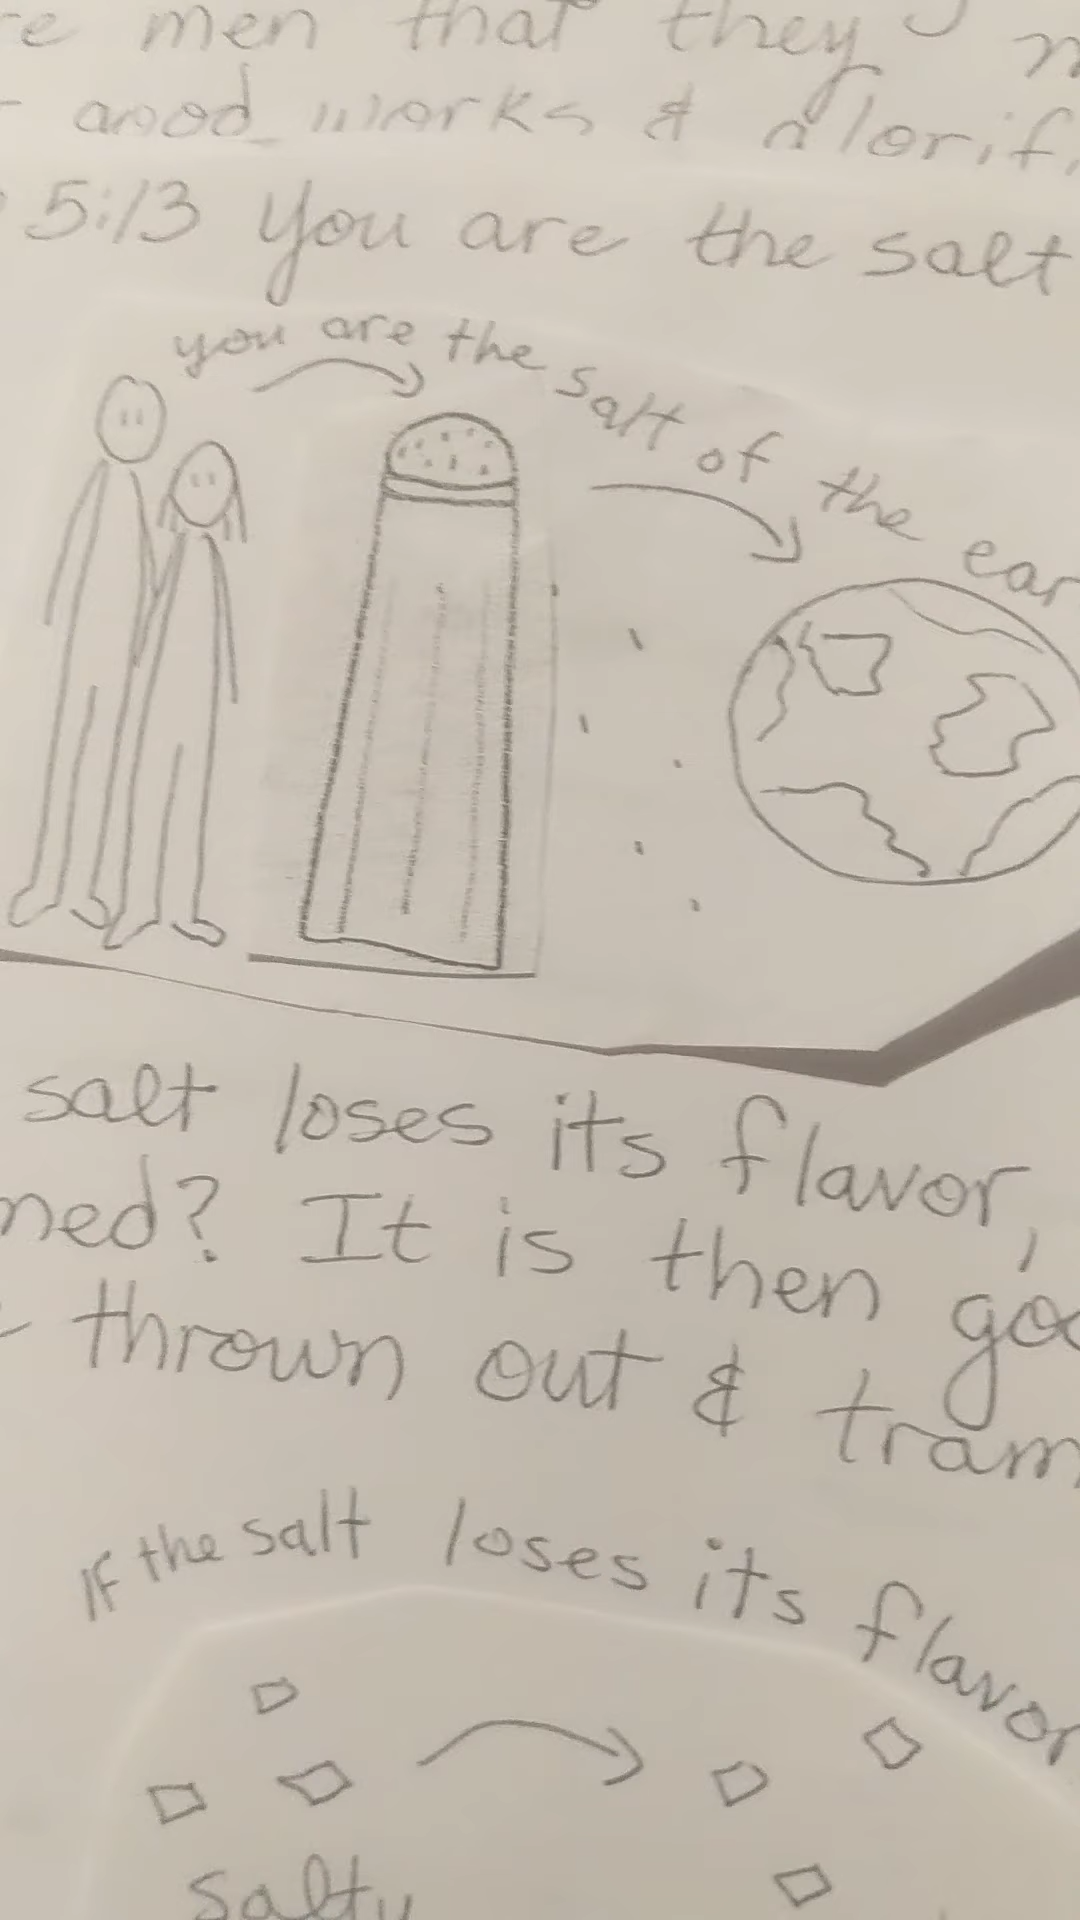 men that they
good works & glorif
5:13 you are the salt
you are the salt of the ear
salt loses its flavor,
ned? It is then goo
thrown out & tram
IF the salt loses its flavor
salty